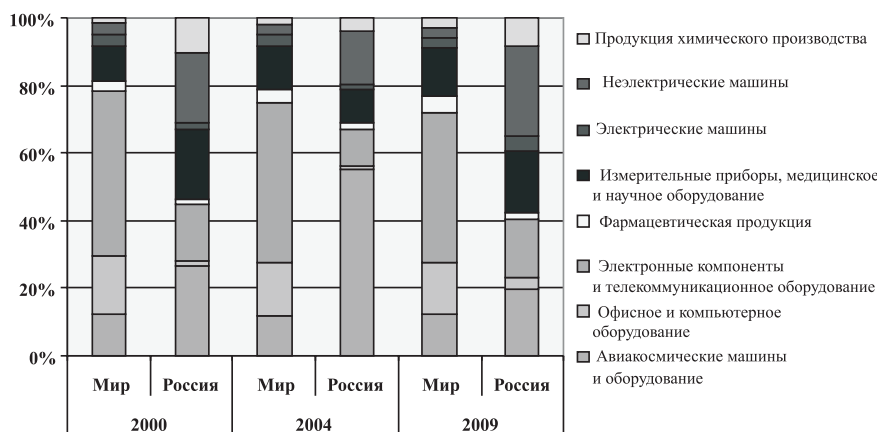 100%
80%
60%
40%
20%
0%
Мир Россия Мир Россия Мир Россия
2000 2004 2009
Продукция химического производства
Неэлектрические машины
Электрические машины
Измерительные приборы, медицинское
и научное оборудование
Фармацевтическая продукция
Электронные компоненты
и телекоммуникационное оборудование
Офисное и компьютерное
оборудование
Авиакосмические машины
и оборудование